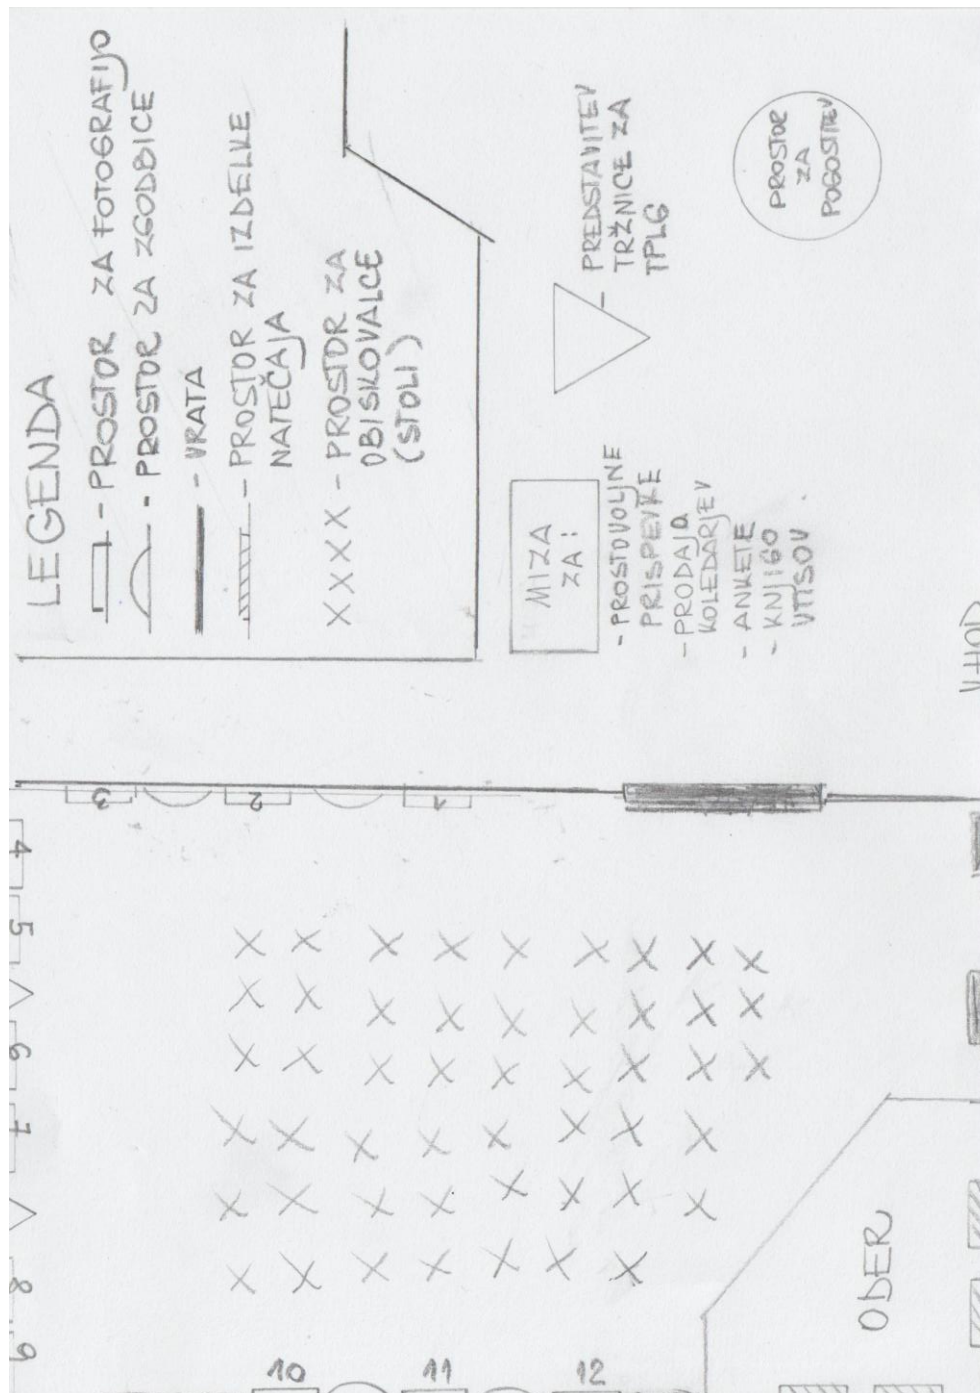 LEGENDA
- PROSTOR ZA FOTOGRAFIJO
- PROSTOR ZA ZGODBICE
- VRATA
- PROSTOR ZA IZDELKE
NATEČAJA
XXXX - PROSTOR ZA
OBISKOVALCE
(STOLI)
MIZA
ZA:
- PROSTOVOLJNE
PRISPEVKE
- PRODAJA
KOLEDARJEV
- ANKETE
- KNJIGO
VTISOV
- PREDSTAVITEV
TRŽNICE ZA
TPLG
PROSTOR
ZA
POGOSTITEV
VHOD
3
2
1
4
5
6
7
8
9
10
11
12
ODER